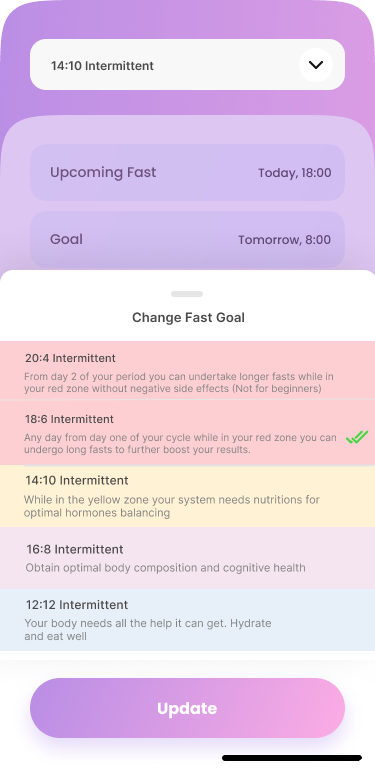 14:10 Intermittent
Upcoming Fast
Today, 18:00
Goal
Tomorrow, 8:00
Change Fast Goal
20:4 Intermittent
From day 2 of your period you can undertake longer fasts while in
your red zone without negative side effects (Not for beginners)
18:6 Intermittent
Any day from day one of your cycle while in your red zone you can
undergo long fasts to further boost your results.
14:10 Intermittent
While in the yellow zone your system needs nutritions for
optimal hormones balancing
16:8 Intermittent
Obtain optimal body composition and cognitive health
12:12 Intermittent
Your body needs all the help it can get. Hydrate
and eat well
Update